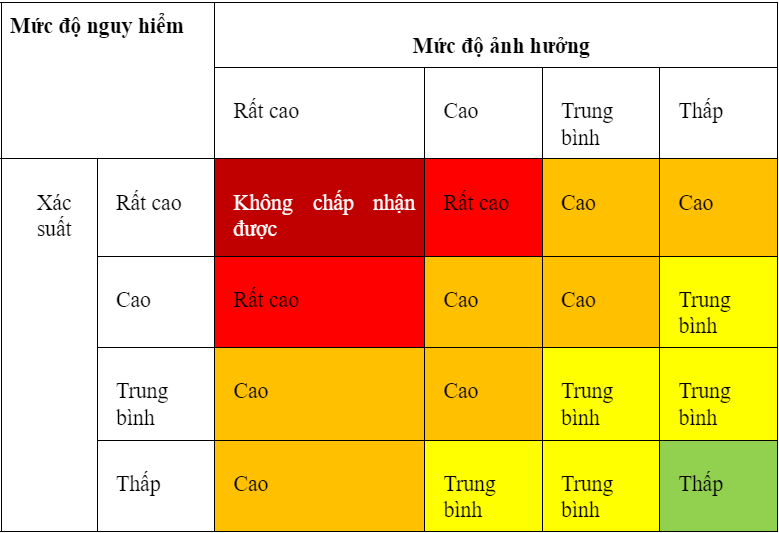 Mức độ nguy hiểm
Mức độ ảnh hưởng
Rất cao
Cao
Trung
bình
Thấp
Xác
suất
Rất cao
Không chấp nhận
được
Rất cao
Cao
Cao
Cao
Rất cao
Cao
Cao
Trung
bình
Trung
bình
Cao
Cao
Trung
bình
Trung
bình
Thấp
Cao
Trung
bình
Trung
bình
Thấp